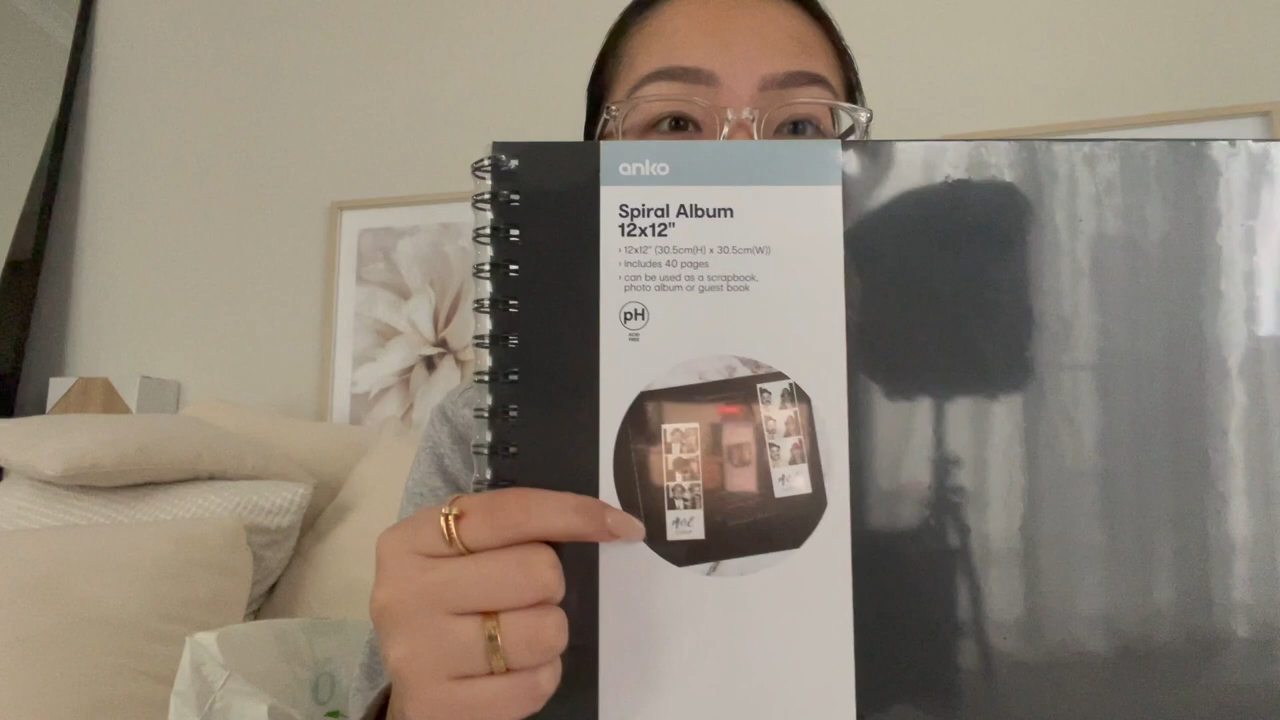 anko
Spiral Album
12x12"
› 12x12" (30.5cm(H) x 30.5cm(W))
› includes 40 pages
› can be used as a scrapbook,
photo album or guest book
pH
ACID
FREE